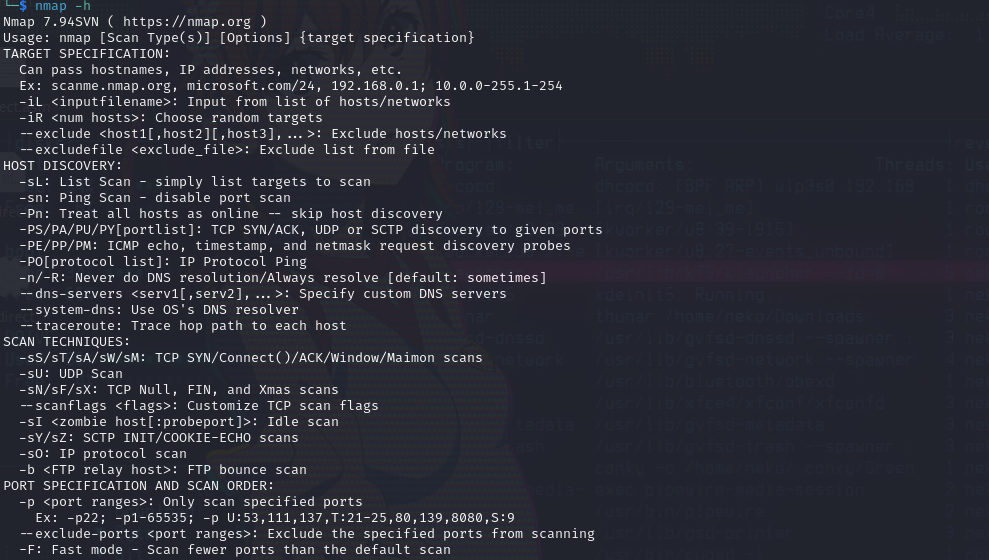 └─$ nmap -h
Nmap 7.94SVN ( https://nmap.org )
Usage: nmap [Scan Type(s)] [Options] {target specification}
TARGET SPECIFICATION:
  Can pass hostnames, IP addresses, networks, etc.
  Ex: scanme.nmap.org, microsoft.com/24, 192.168.0.1; 10.0.0-255.1-254
  -iL <inputfilename>: Input from list of hosts/networks
  -iR <num hosts>: Choose random targets
  --exclude <host1[,host2][,host3],...>: Exclude hosts/networks
  --excludefile <exclude_file>: Exclude list from file
HOST DISCOVERY:
  -sL: List Scan - simply list targets to scan
  -sn: Ping Scan - disable port scan
  -Pn: Treat all hosts as online -- skip host discovery
  -PS/PA/PU/PY[portlist]: TCP SYN/ACK, UDP or SCTP discovery to given ports
  -PE/PP/PM: ICMP echo, timestamp, and netmask request discovery probes
  -PO[protocol list]: IP Protocol Ping
  -n/-R: Never do DNS resolution/Always resolve [default: sometimes]
  --dns-servers <serv1[,serv2],...>: Specify custom DNS servers
  --system-dns: Use OS's DNS resolver
  --traceroute: Trace hop path to each host
SCAN TECHNIQUES:
  -sS/sT/sA/sW/sM: TCP SYN/Connect()/ACK/Window/Maimon scans
  -sU: UDP Scan
  -sN/sF/sX: TCP Null, FIN, and Xmas scans
  --scanflags <flags>: Customize TCP scan flags
  -sI <zombie host[:probeport]>: Idle scan
  -sY/sZ: SCTP INIT/COOKIE-ECHO scans
  -sO: IP protocol scan
  -b <FTP relay host>: FTP bounce scan
PORT SPECIFICATION AND SCAN ORDER:
  -p <port ranges>: Only scan specified ports
    Ex: -p22; -p1-65535; -p U:53,111,137,T:21-25,80,139,8080,S:9
  --exclude-ports <port ranges>: Exclude the specified ports from scanning
  -F: Fast mode - Scan fewer ports than the default scan
Core4
Load Average
Arguments:
Threads: